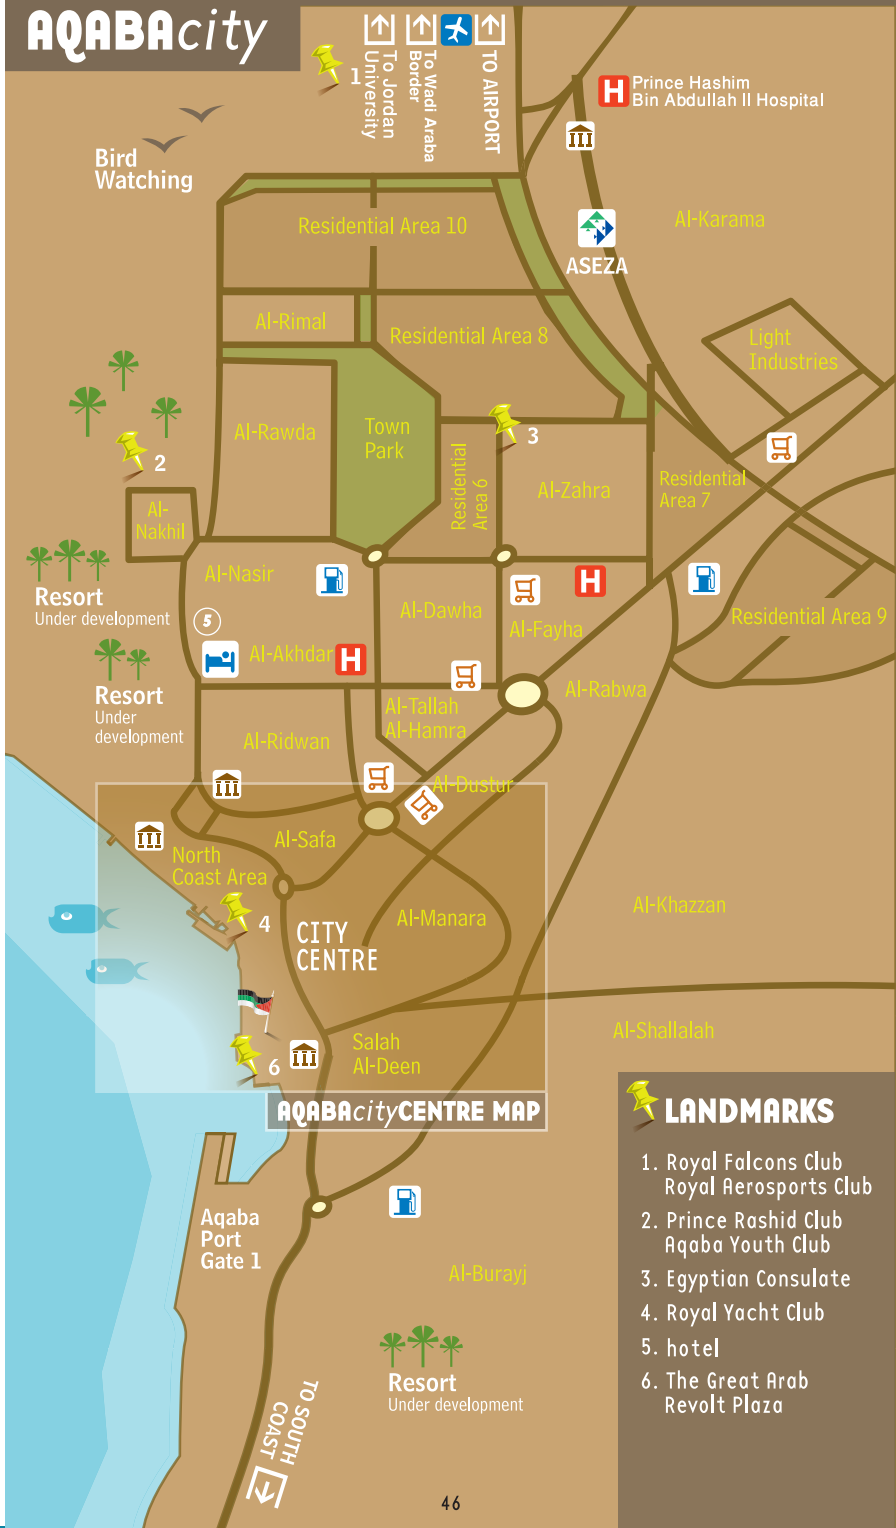 AQABAcity
1
To Jordan
University
To Wadi Araba
Border
TO AIRPORT
H
Prince Hashim
Bin Abdullah II Hospital
Bird
Watching
Al-Karama
Residential Area 10
ASEZA
Al-Rimal
Residential Area 8
Light
Industries
Al-Rawda
Town
Park
3
2
Residential
Area 6
Al-Zahra
Residential
Area 7
Al-
Nakhil
Al-Nasir
H
Resort
Under development
5
Al-Dawha
Al-Fayha
Residential Area 9
Al-Akhdar
H
Resort
Under
development
Al-Rabwa
Al-Tallah
Al-Hamra
Al-Ridwan
Al-Dustur
Al-Safa
North
Coast Area
4
CITY
CENTRE
Al-Manara
Al-Khazzan
Al-Shallalah
Salah
Al-Deen
6
AQABAcityCENTRE MAP
LANDMARKS
1. Royal Falcons Club
Royal Aerosports Club
2. Prince Rashid Club
Aqaba Youth Club
3. Egyptian Consulate
4. Royal Yacht Club
5. hotel
6. The Great Arab
Revolt Plaza
Aqaba
Port
Gate 1
Al-Burayj
Resort
Under development
TO SOUTH
COAST
46